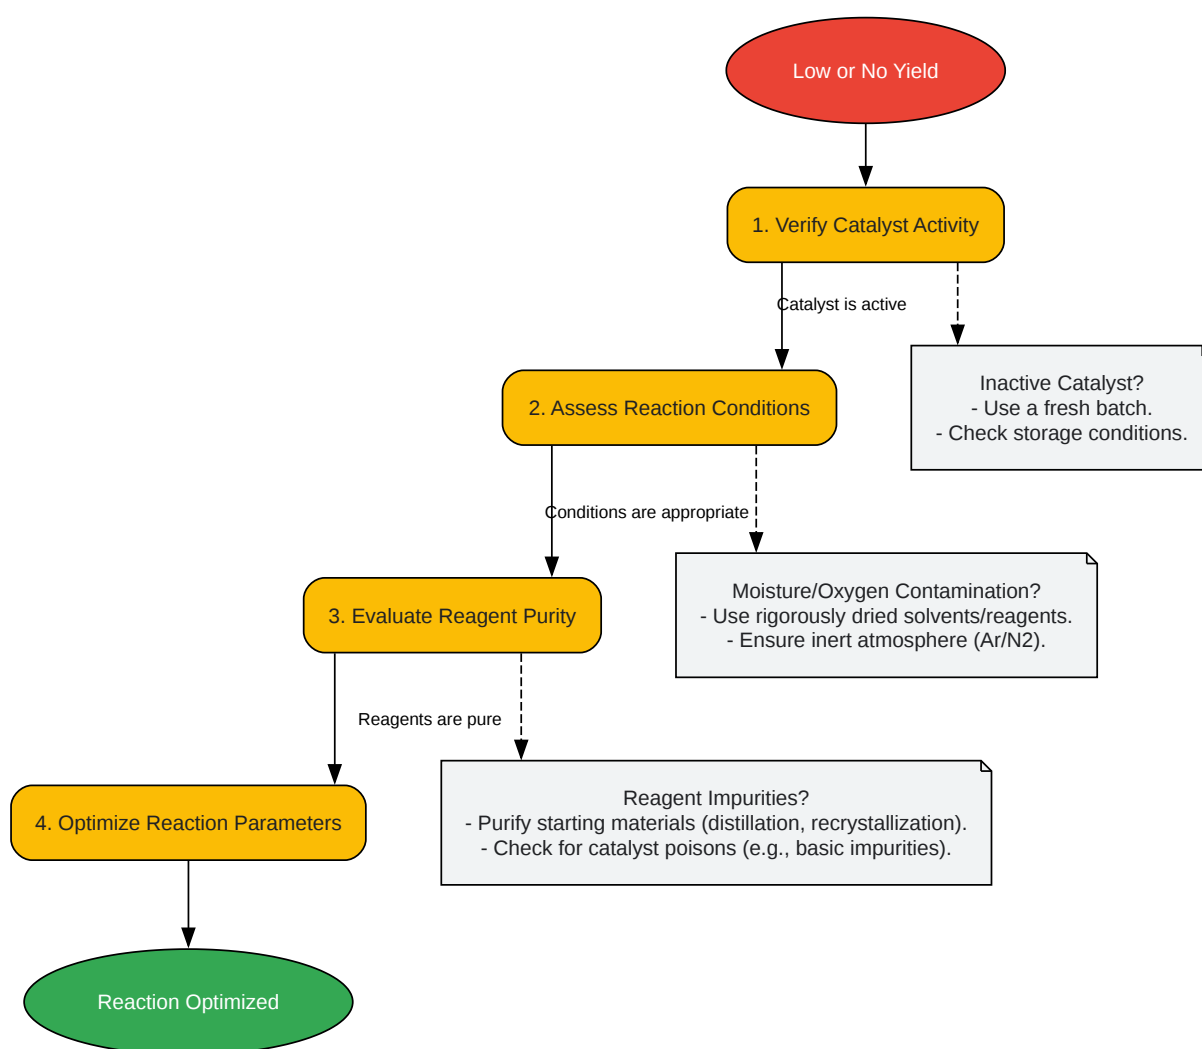 Low or No Yield
1. Verify Catalyst Activity
Catalyst is active
Inactive Catalyst?
- Use a fresh batch.
- Check storage conditions.
2. Assess Reaction Conditions
Conditions are appropriate
Moisture/Oxygen Contamination?
- Use rigorously dried solvents/reagents.
- Ensure inert atmosphere (Ar/N2).
3. Evaluate Reagent Purity
Reagents are pure
Reagent Impurities?
- Purify starting materials (distillation, recrystallization).
- Check for catalyst poisons (e.g., basic impurities).
4. Optimize Reaction Parameters
Reaction Optimized